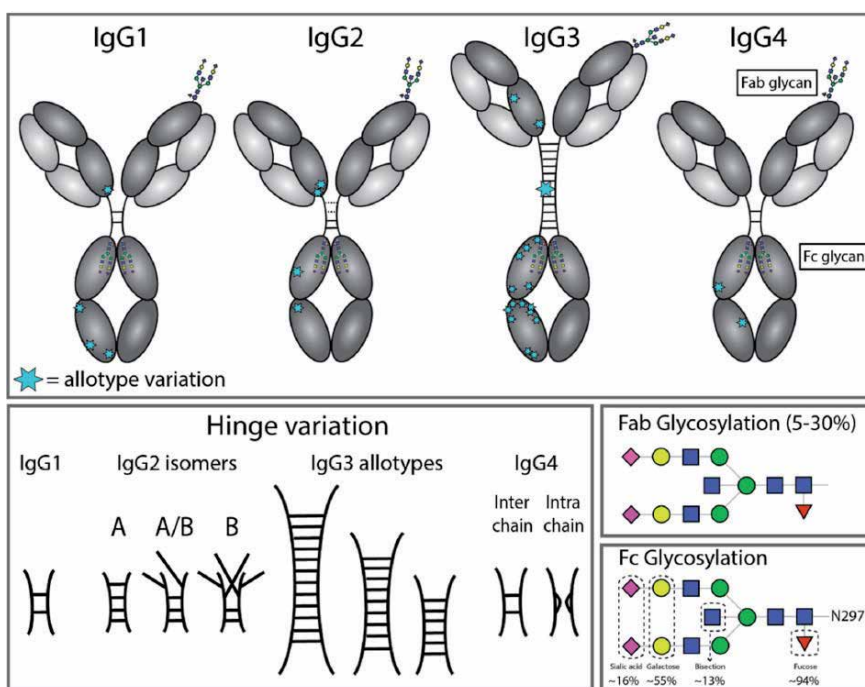 IgG1 IgG2 IgG3 IgG4
Fab glycan
Fc glycan
= allotype variation
Hinge variation
IgG1 IgG2 isomers IgG3 allotypes IgG4
Inter chain
Intra chain
A A/B B
Fab Glycosylation (5-30%)
Fc Glycosylation
N297
Sialic acid Galactose Bisection Fucose
~16% ~55% ~13% ~94%